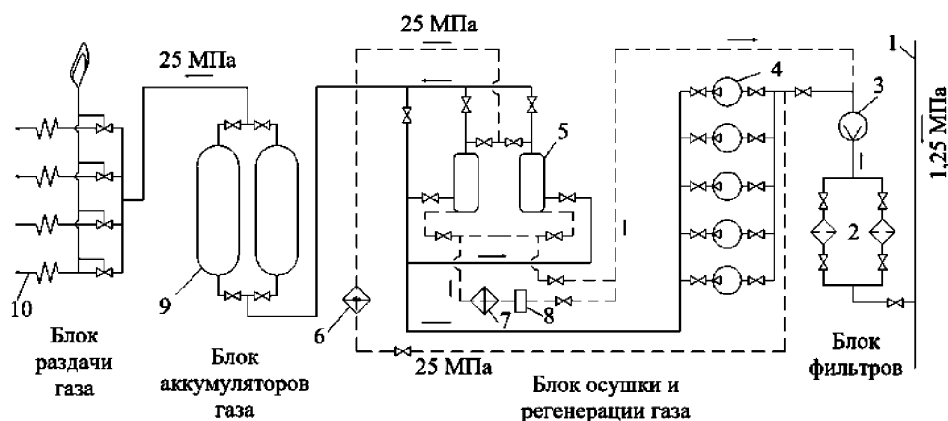 25 МПа
1
25 МПа
4
3
1,25 МПа
5
2
10
9
6
7
8
25 МПа
Блок
раздачи
газа
Блок
аккумуляторов
газа
Блок осушки и
регенерации газа
Блок
фильтров